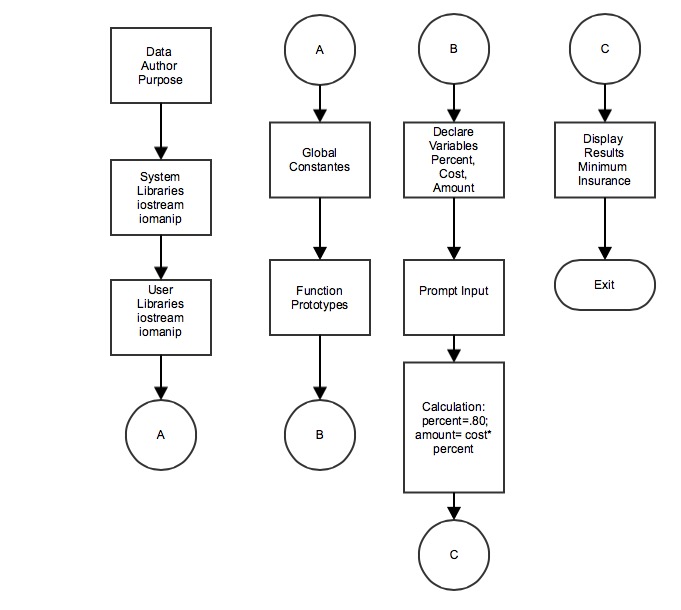 Data
Author
Purpose
System
Libraries
iostream
iomanip
User
Libraries
iostream
iomanip
A
A
Global
Constantes
Function
Prototypes
B
B
Declare
Variables
Percent,
Cost,
Amount
Prompt Input
Calculation:
percent=.80;
amount= cost*
percent
C
C
Display
Results
Minimum
Insurance
Exit